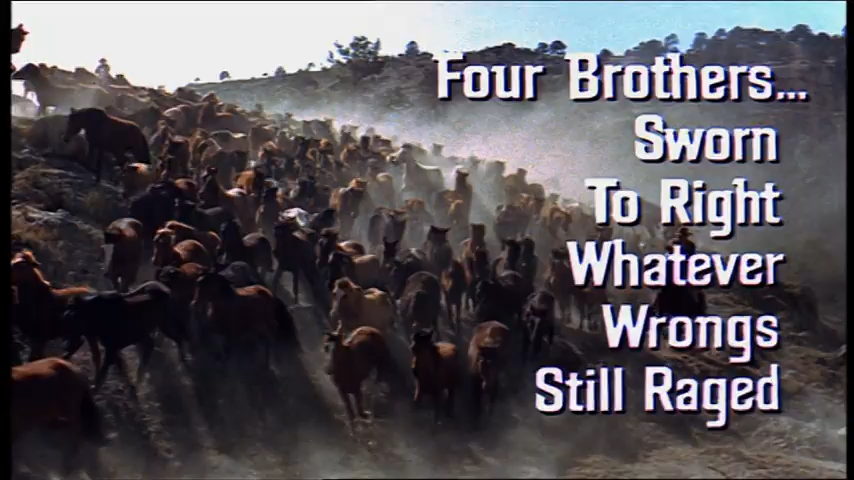 Four Brothers...
Sworn
To Right
Whatever
Wrongs
Still Raged